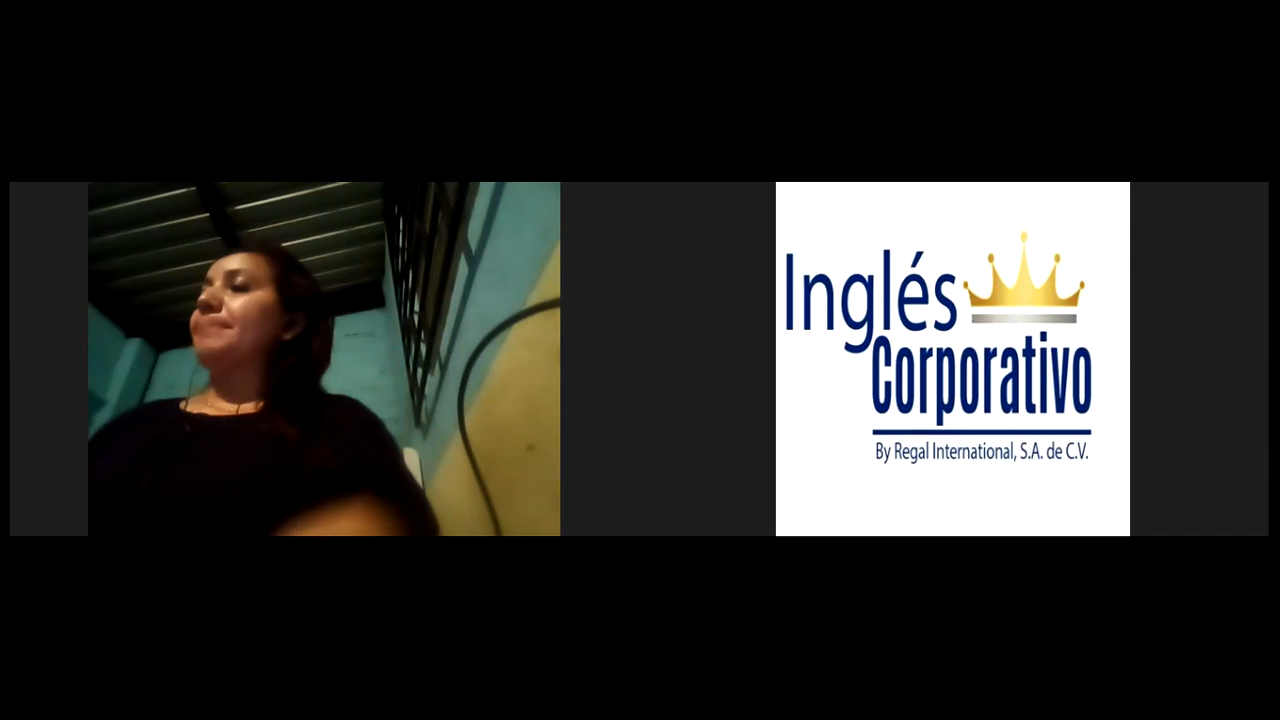 Inglés
Corporativo
By Regal International, S.A. de C.V.